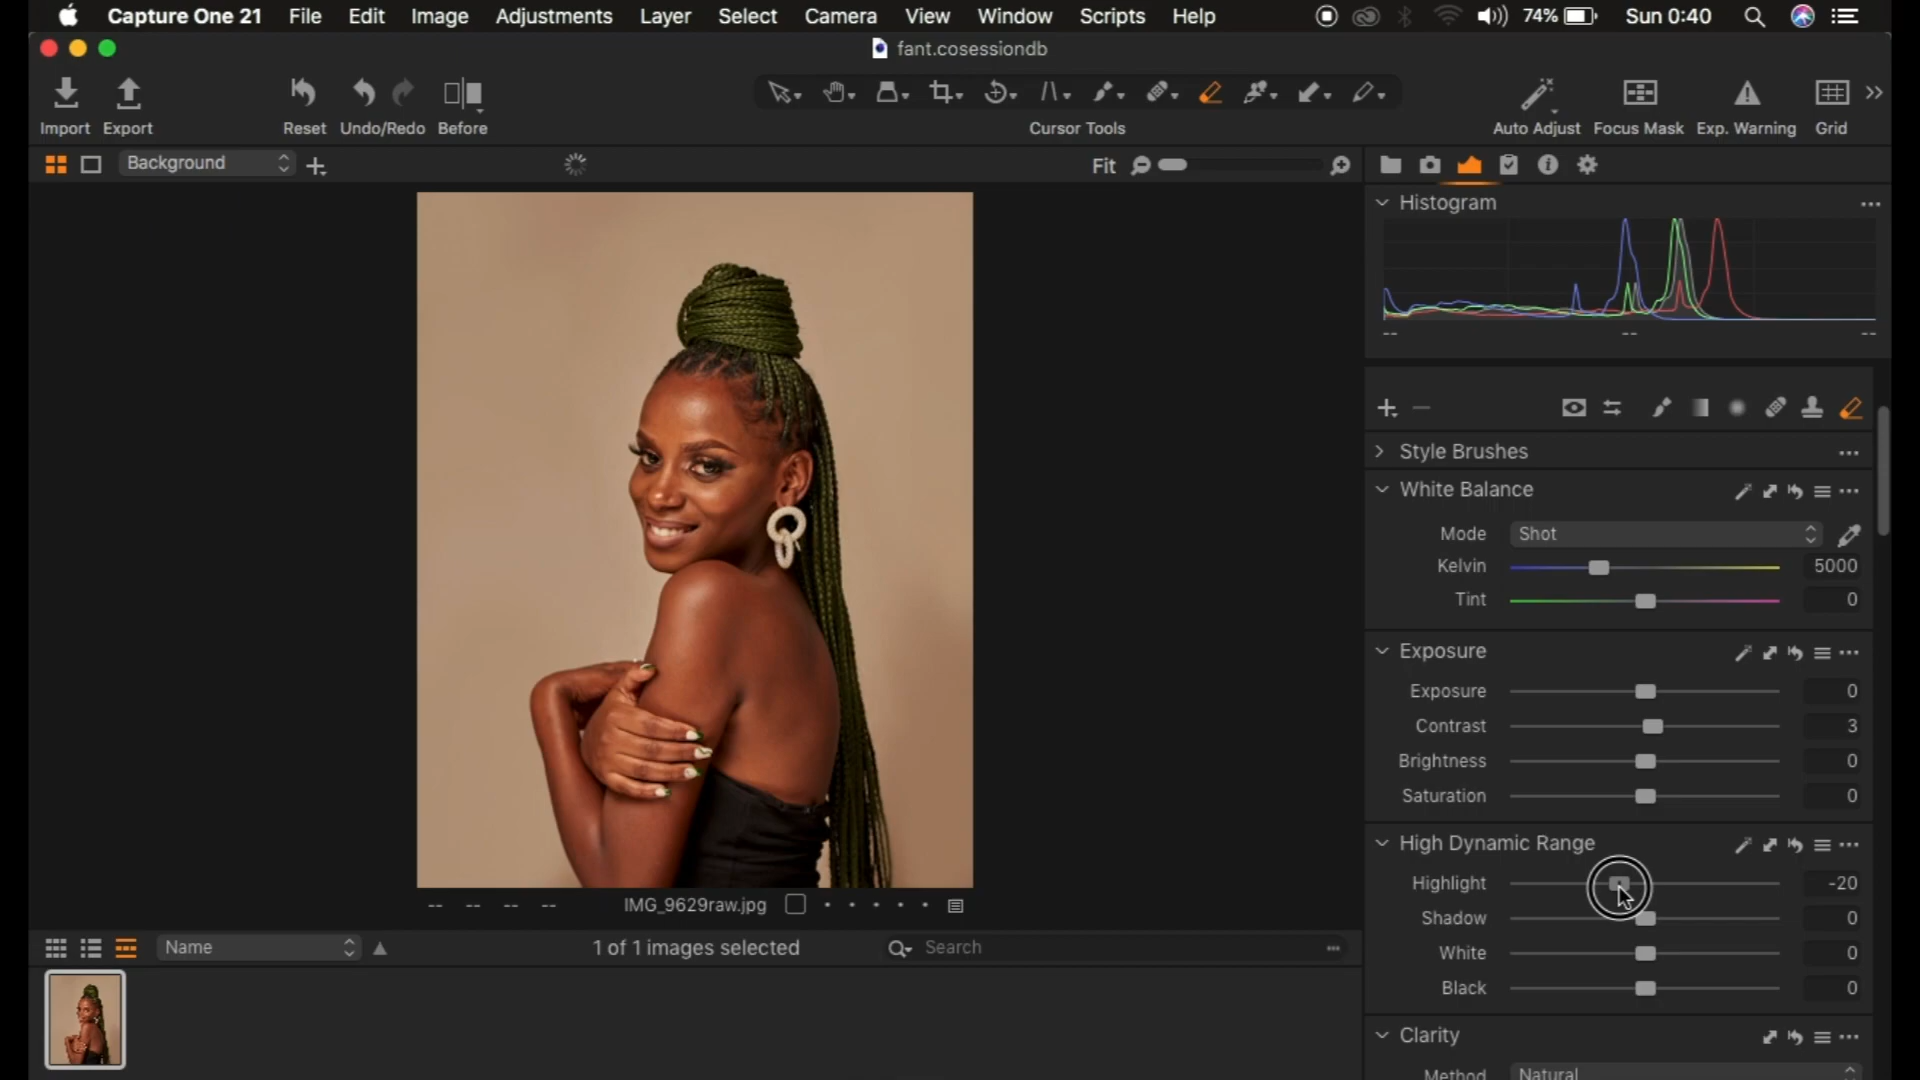 Capture One 21 File Edit Image Adjustments Layer Select Camera View Window Scripts Help 74% Sun 0:40
fant.cosessiondb
Import Export Reset Undo/Redo Before Cursor Tools Auto Adjust Focus Mask Exp. Warning Grid
Background Fit
Histogram
-- -- --
Style Brushes
White Balance
Mode Shot
Kelvin 5000
Tint 0
Exposure
Exposure 0
Contrast 3
Brightness 0
Saturation 0
High Dynamic Range
Highlight -20
Shadow 0
White 0
Black 0
Clarity
Method Natural
-- -- -- -- IMG_9629raw.jpg
Name 1 of 1 images selected Search